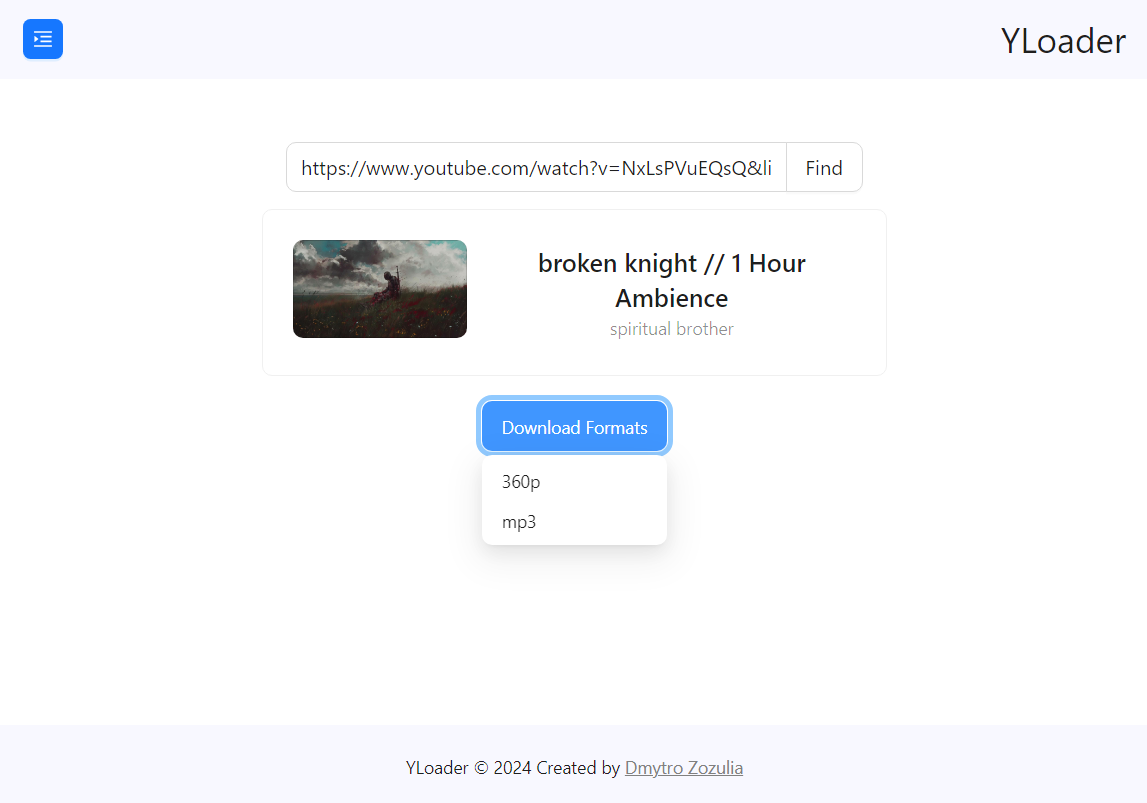 YLoader
https://www.youtube.com/watch?v=NxLsPVuEQsQ&li
Find
broken knight // 1 Hour
Ambience
spiritual brother
Download Formats
360p
mp3
YLoader © 2024 Created by Dmytro Zozulia